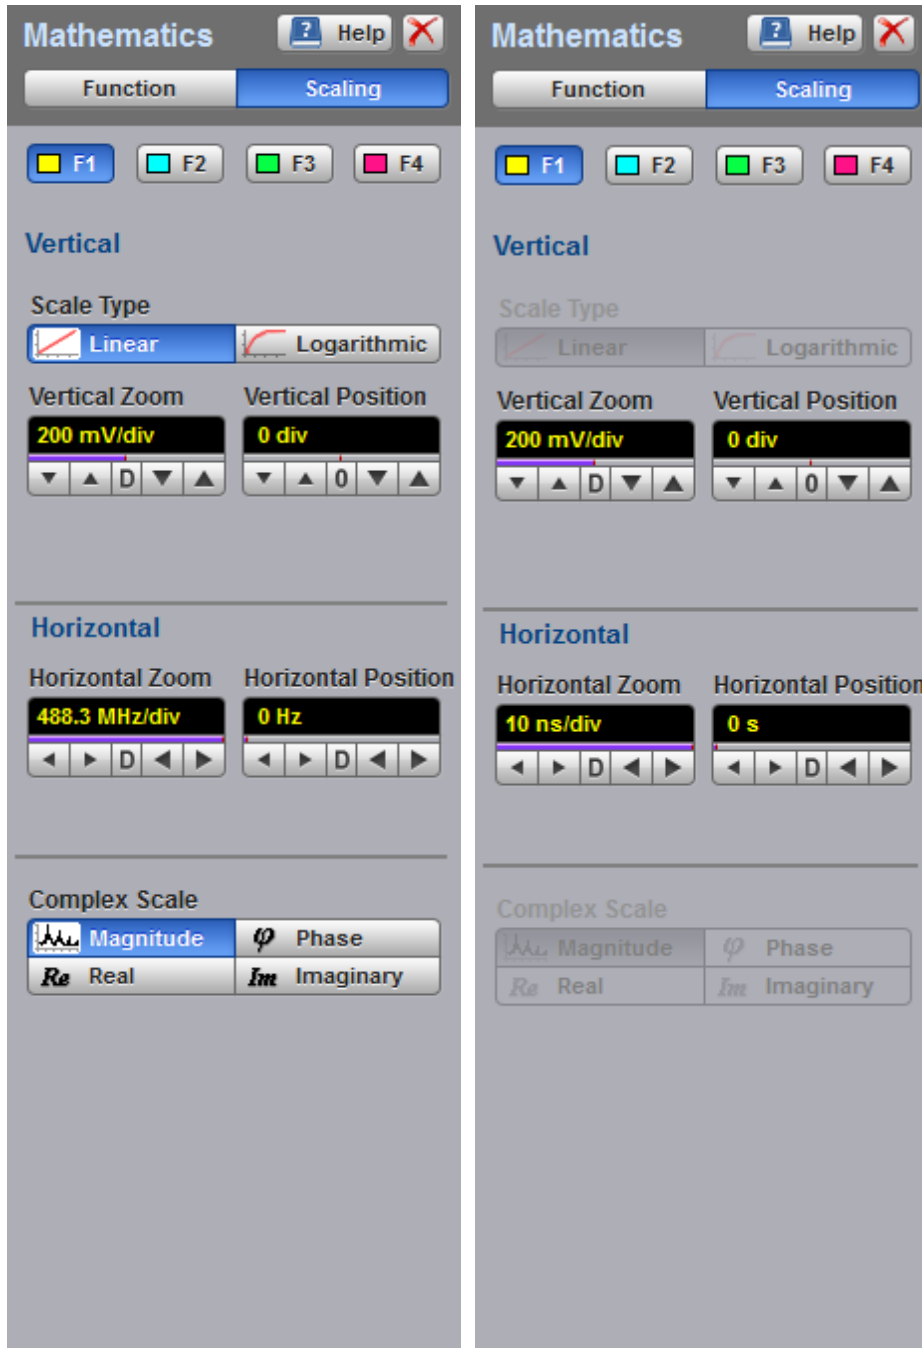 Mathematics Help
Function Scaling
F1 F2 F3 F4
Vertical
Scale Type
Linear Logarithmic
Vertical Zoom Vertical Position
200 mV/div 0 div
D 0
Horizontal
Horizontal Zoom Horizontal Position
488.3 MHz/div 0 Hz
D D
Complex Scale
Magnitude φ Phase
Re Real Im Imaginary
Mathematics Help
Function Scaling
F1 F2 F3 F4
Vertical
Scale Type
Linear Logarithmic
Vertical Zoom Vertical Position
200 mV/div 0 div
D 0
Horizontal
Horizontal Zoom Horizontal Position
10 ns/div 0 s
D D
Complex Scale
Magnitude φ Phase
Re Real Im Imaginary